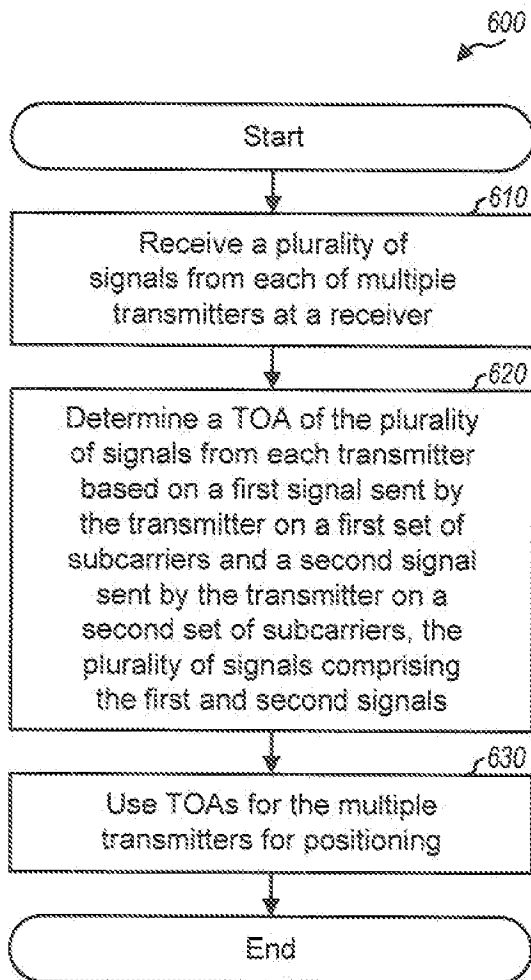 600
Start
610
Receive a plurality of
signals from each of multiple
transmitters at a receiver
620
Determine a TOA of the plurality
of signals from each transmitter
based on a first signal sent by
the transmitter on a first set of
subcarriers and a second signal
sent by the transmitter on a
second set of subcarriers, the
plurality of signals comprising
the first and second signals
630
Use TOAs for the multiple
transmitters for positioning
End